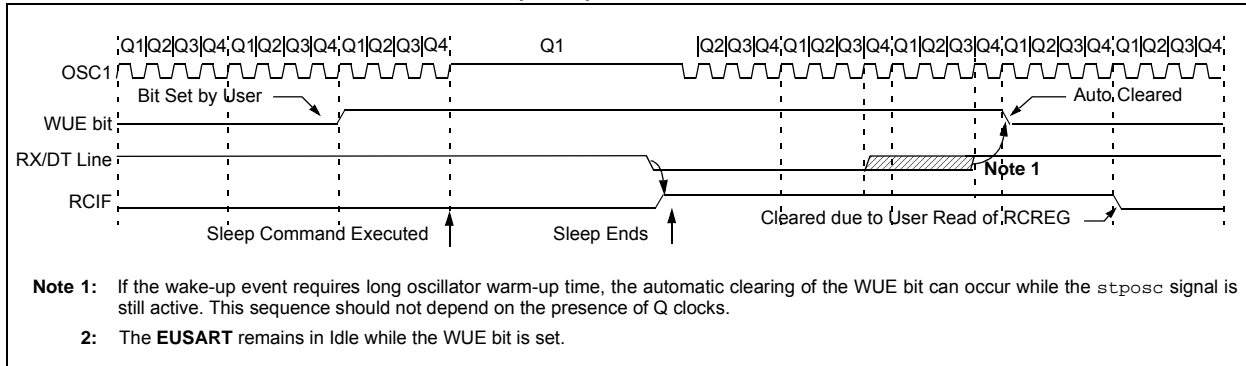 Q1|Q2|Q3|Q4|Q1|Q2|Q3|Q4|Q1|Q2|Q3|Q4 Q1 |Q2|Q3|Q4|Q1|Q2|Q3|Q4|Q1|Q2|Q3|Q4|Q1|Q2|Q3|Q4|Q1|Q2|Q3|Q4
OSC1
Bit Set by User Auto Cleared
WUE bit
RX/DT Line
Note 1
RCIF
Cleared due to User Read of RCREG
Sleep Command Executed Sleep Ends
Note 1: If the wake-up event requires long oscillator warm-up time, the automatic clearing of the WUE bit can occur while the stposc signal is
still active. This sequence should not depend on the presence of Q clocks.
2: The EUSART remains in Idle while the WUE bit is set.